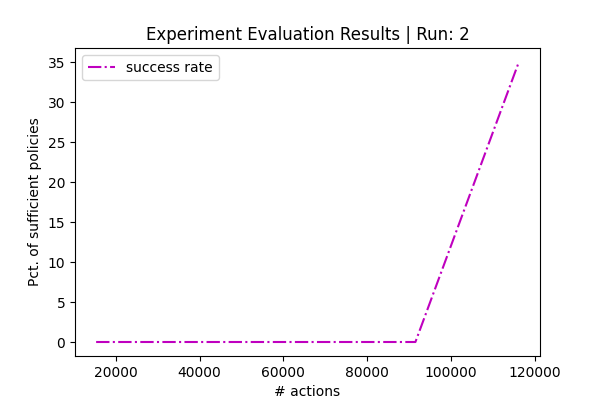 Experiment Evaluation Results | Run: 2
success rate
Pct. of sufficient policies
35
30
25
20
15
10
5
0
20000 40000 60000 80000 100000 120000
# actions